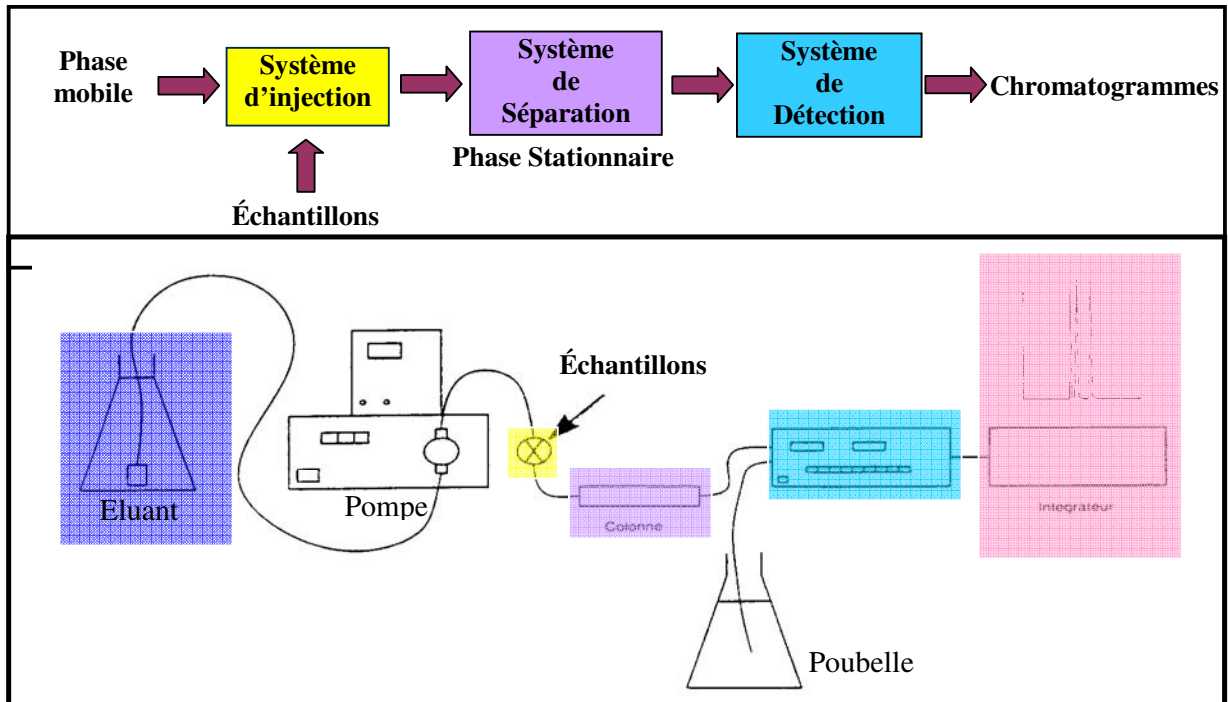 Phase
mobile
Système
d'injection
Système
de
Séparation
Système
de
Détection
Chromatogrammes
Phase Stationnaire
Échantillons
Échantillons
Eluant
Pompe
Colonne
Intégrateur
Poubelle